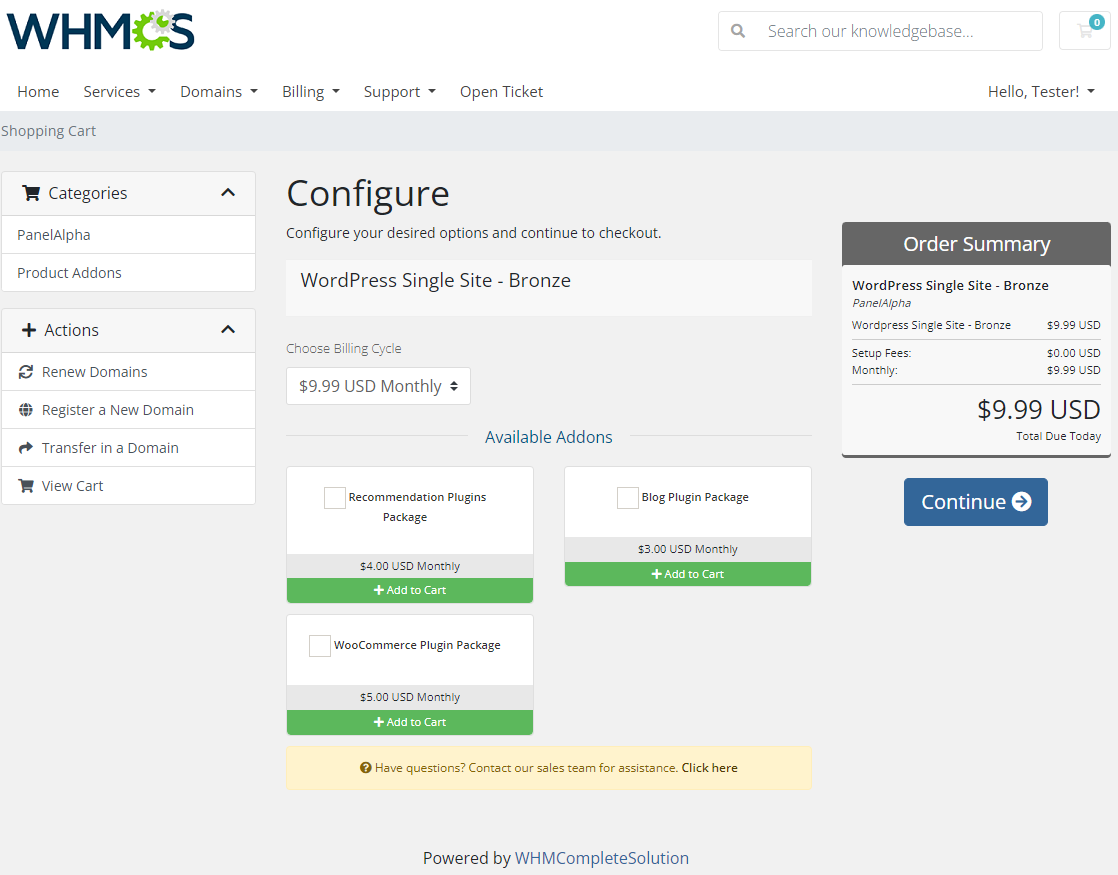 WHMCS
Search our knowledgebase...
0
Home Services Domains Billing Support Open Ticket Hello, Tester!
Shopping Cart
Categories
PanelAlpha
Product Addons
Actions
Renew Domains
Register a New Domain
Transfer in a Domain
View Cart
Configure
Configure your desired options and continue to checkout.
WordPress Single Site - Bronze
Choose Billing Cycle
$9.99 USD Monthly
Available Addons
Recommendation Plugins
Package
$4.00 USD Monthly
Add to Cart
Blog Plugin Package
$3.00 USD Monthly
Add to Cart
WooCommerce Plugin Package
$5.00 USD Monthly
Add to Cart
Have questions? Contact our sales team for assistance. Click here
Order Summary
WordPress Single Site - Bronze
PanelAlpha
Wordpress Single Site - Bronze $9.99 USD
Setup Fees: $0.00 USD
Monthly: $9.99 USD
$9.99 USD
Total Due Today
Continue
Powered by WHMCompleteSolution